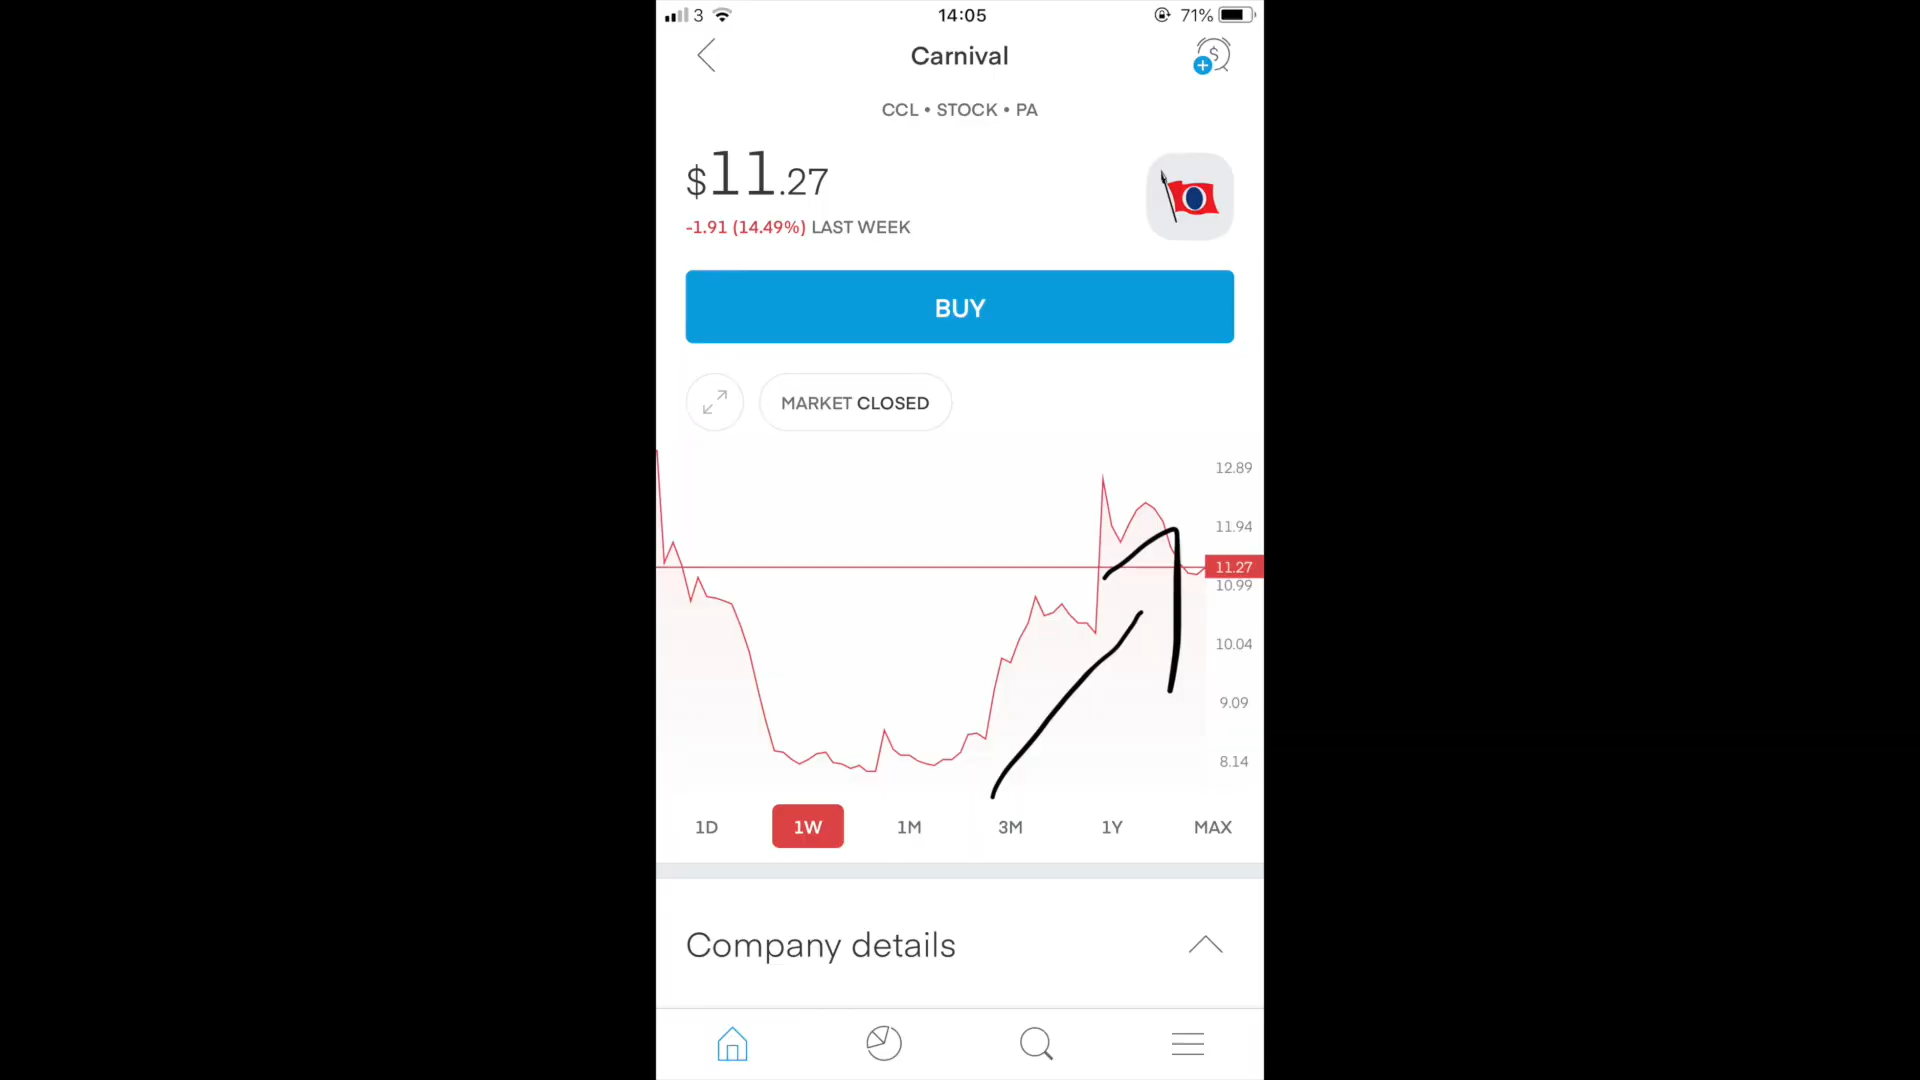 3 14:05 71%
Carnival
CCL • STOCK • PA
$11.27
-1.91 (14.49%) LAST WEEK
BUY
MARKET CLOSED
12.89
11.94
11.27
10.99
10.04
9.09
8.14
1D 1W 1M 3M 1Y MAX
Company details